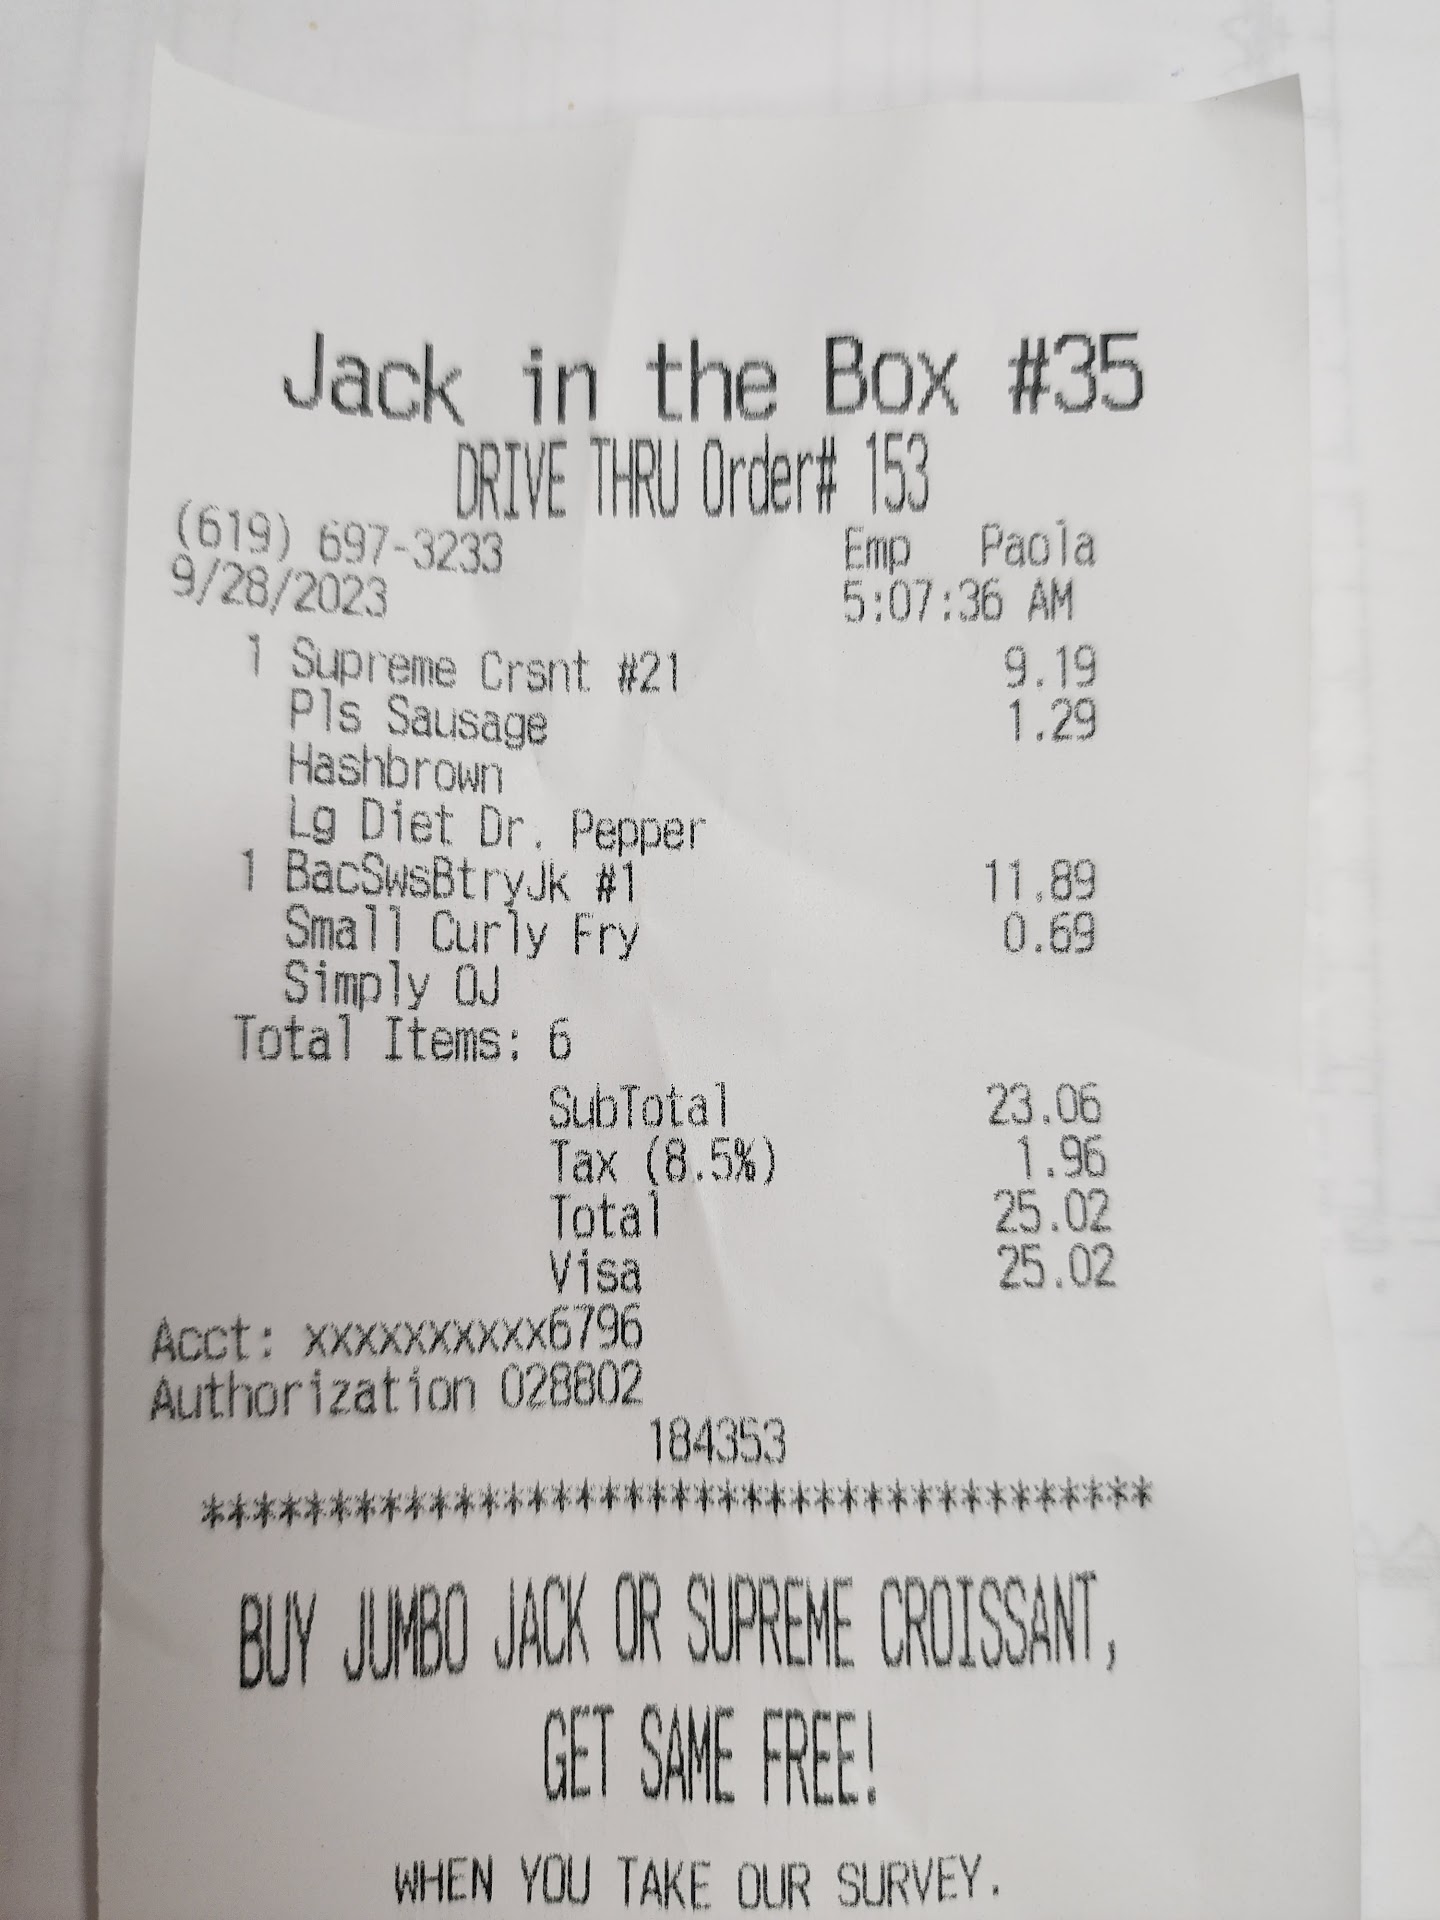 Jack in the Box #35
DRIVE THRU Order# 153
(619) 697-3233 Emp Paola
9/28/2023 5:07:36 AM
1 Supreme Crsnt #21 9.19
Pls Sausage 1.29
Hashbrown
Lg Diet Dr. Pepper
1 BacSwsBtryJk #1 11.89
Small Curly Fry 0.69
Simply OJ
Total Items: 6
SubTotal 23.06
Tax (8.5%) 1.96
Total 25.02
Visa 25.02
Acct: xxxxxxxxxx6796
Authorization 028802
184353
**************************************
BUY JUMBO JACK OR SUPREME CROISSANT,
GET SAME FREE!
WHEN YOU TAKE OUR SURVEY.